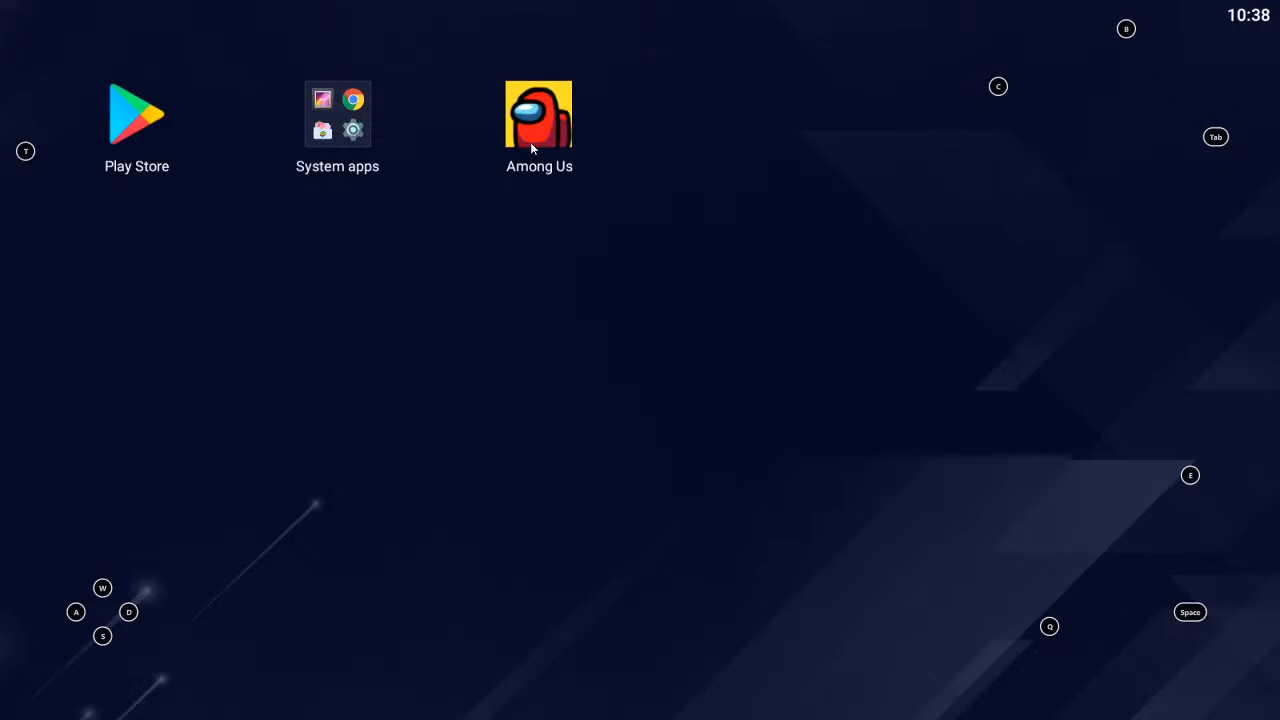 10:38
B
C
Tab
T
Play Store
System apps
Among Us
E
W
A
D
S
Space
Q